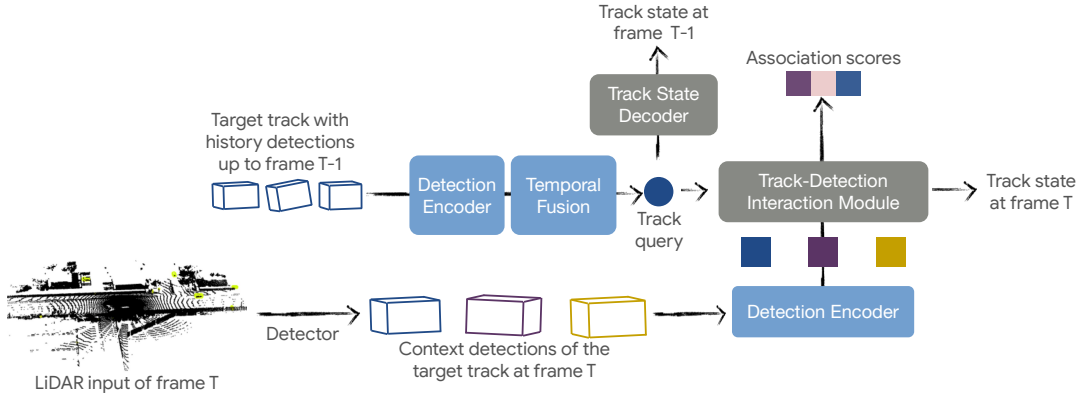 Track state at
frame T-1
Association scores
Track State
Decoder
Target track with
history detections
up to frame T-1
Detection
Encoder
Temporal
Fusion
Track
query
Track-Detection
Interaction Module
Track state
at frame T
Detector
Detection Encoder
Context detections of the
target track at frame T
LiDAR input of frame T